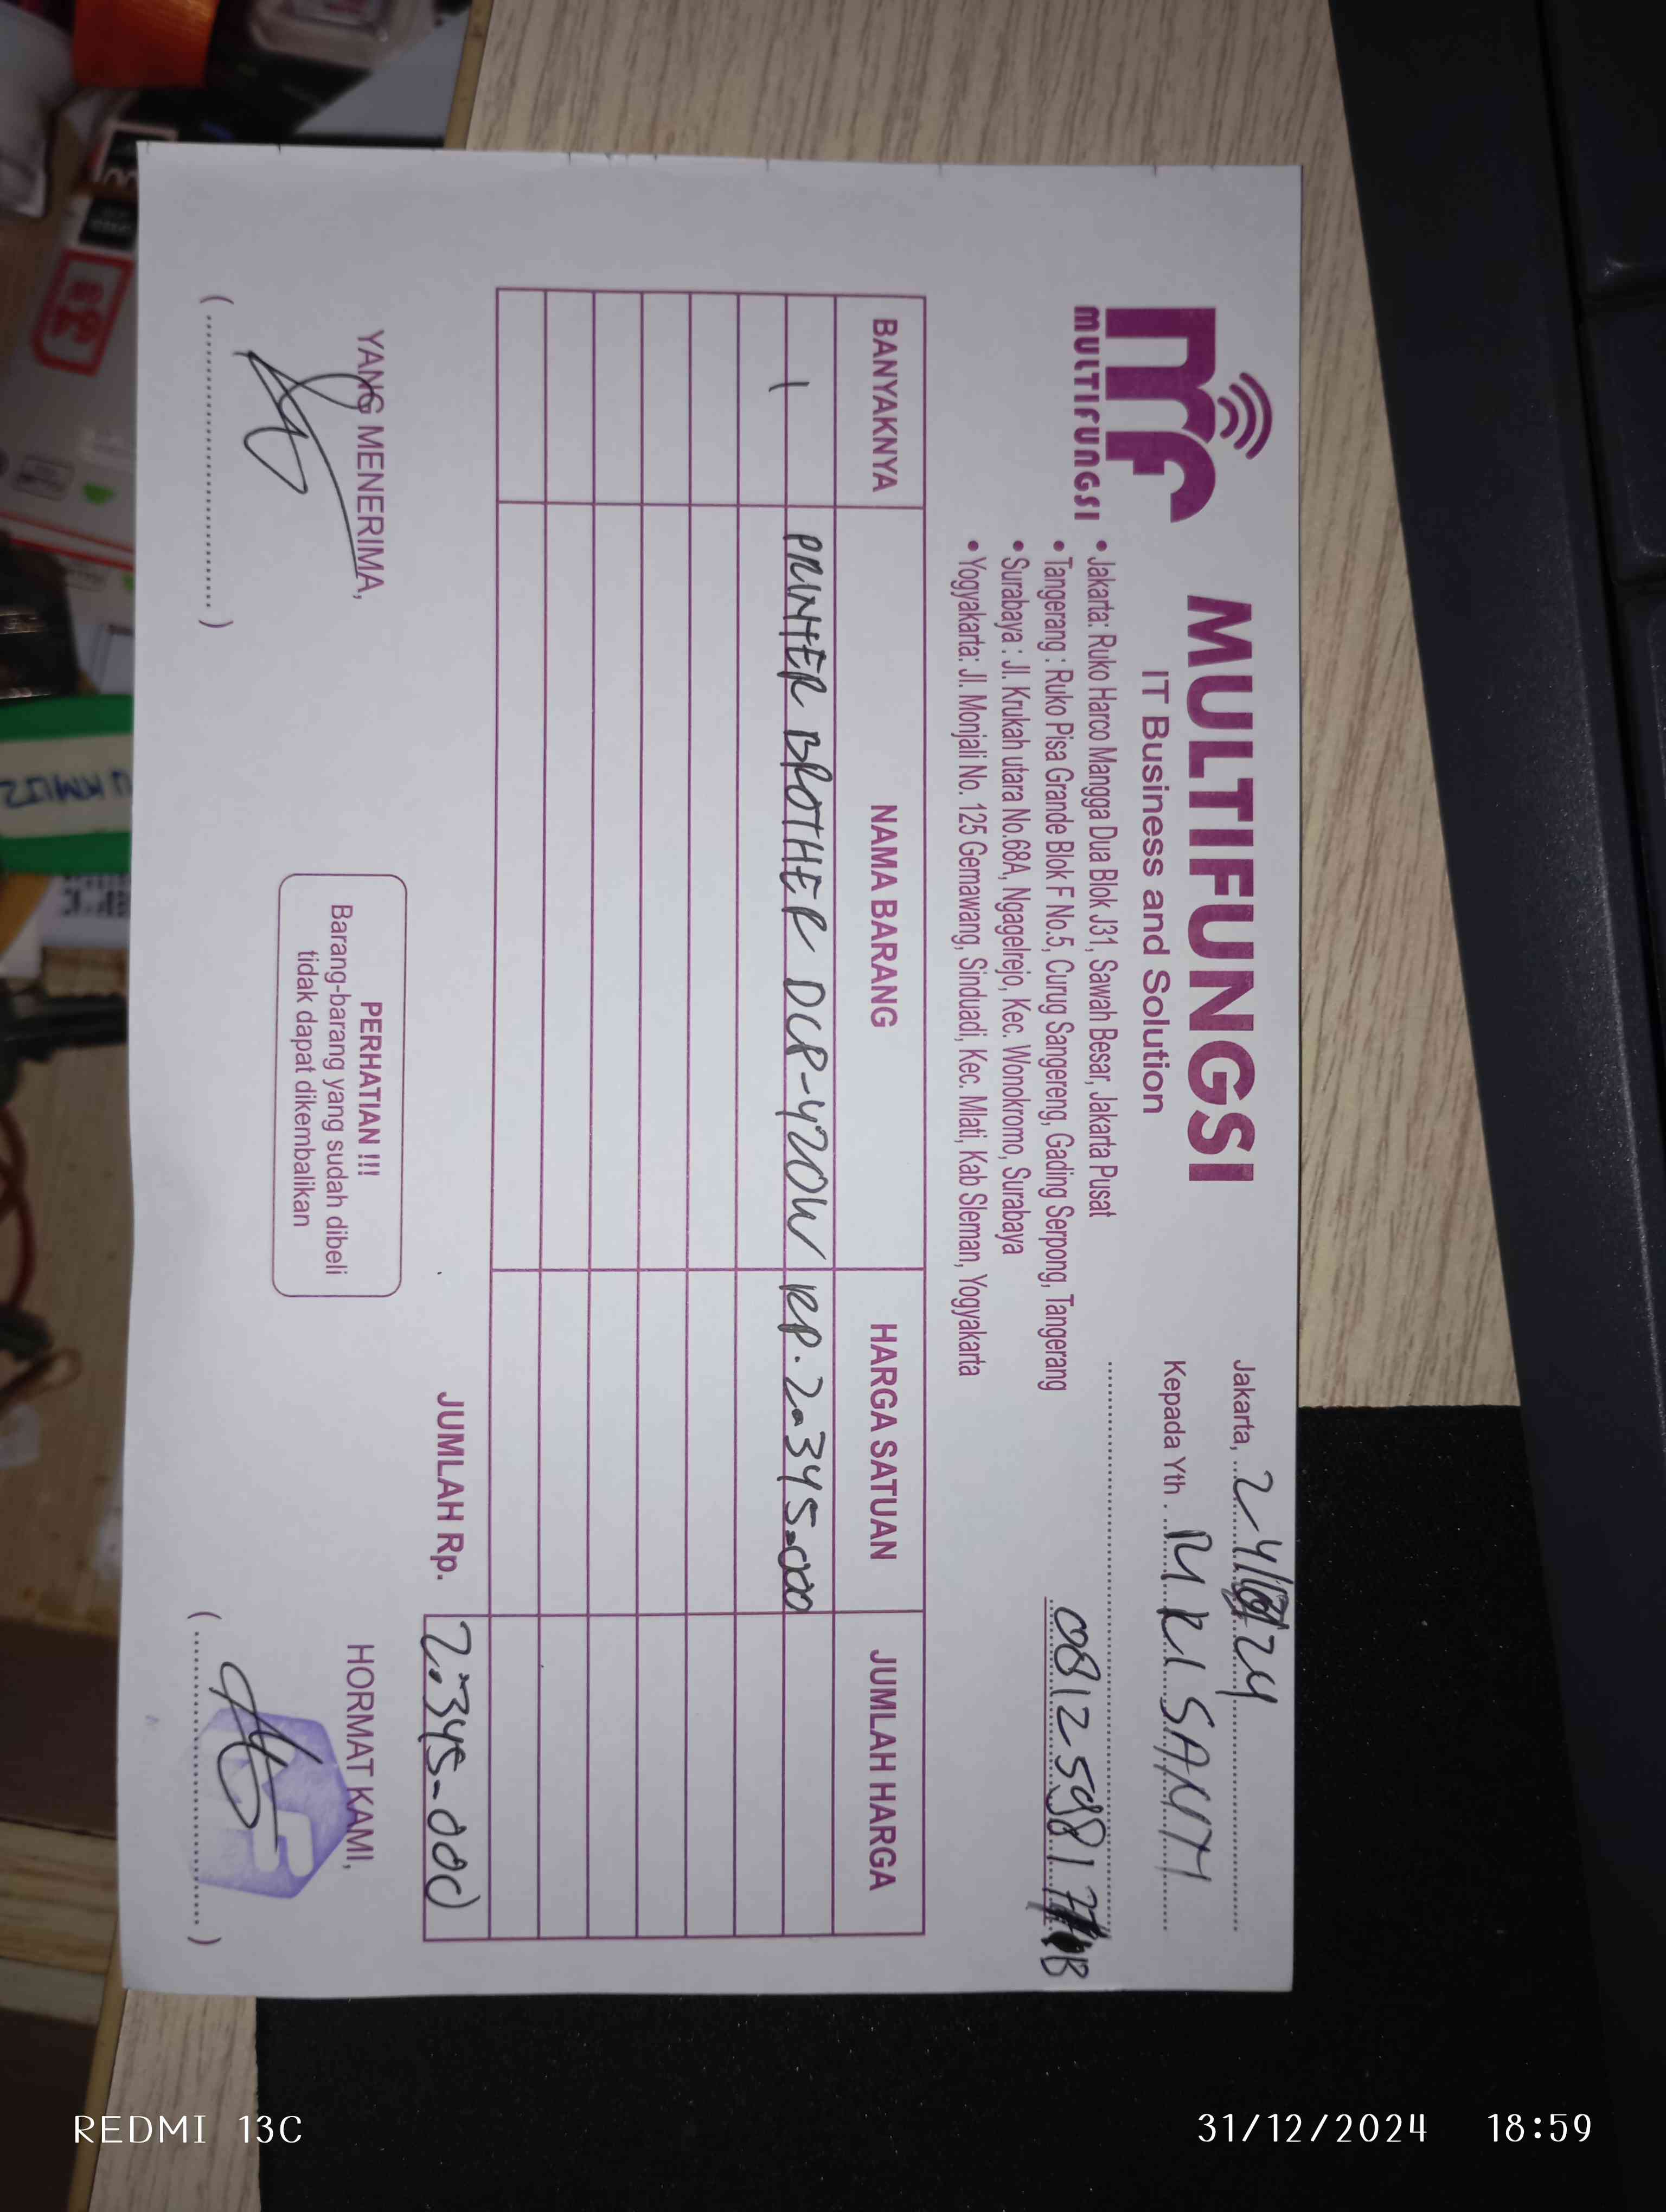 mf
MULTIFUNGSI
MULTIFUNGSI
IT Business and Solution
• Jakarta: Ruko Harco Mangga Dua Blok J31, Sawah Besar, Jakarta Pusat
• Tangerang : Ruko Pisa Grande Blok F No.5, Curug Sangereng, Gading Serpong, Tangerang
• Surabaya : Jl. Krukah utara No.68A, Ngagelrejo, Kec. Wonokromo, Surabaya
• Yogyakarta: Jl. Monjali No. 125 Gemawang, Sinduadi, Kec. Mlati, Kab Sleman, Yogyakarta
Jakarta,
Kepada Yth.
BANYAKNYA NAMA BARANG HARGA SATUAN JUMLAH HARGA
1 PRINTER BROTHER DCP-420W RP. 2.345.000
JUMLAH Rp. 2.345.000
YANG MENERIMA,
PERHATIAN !!!
Barang-barang yang sudah dibeli
tidak dapat dikembalikan
HORMAT KAMI,
REDMI 13C
31/12/2024 18:59